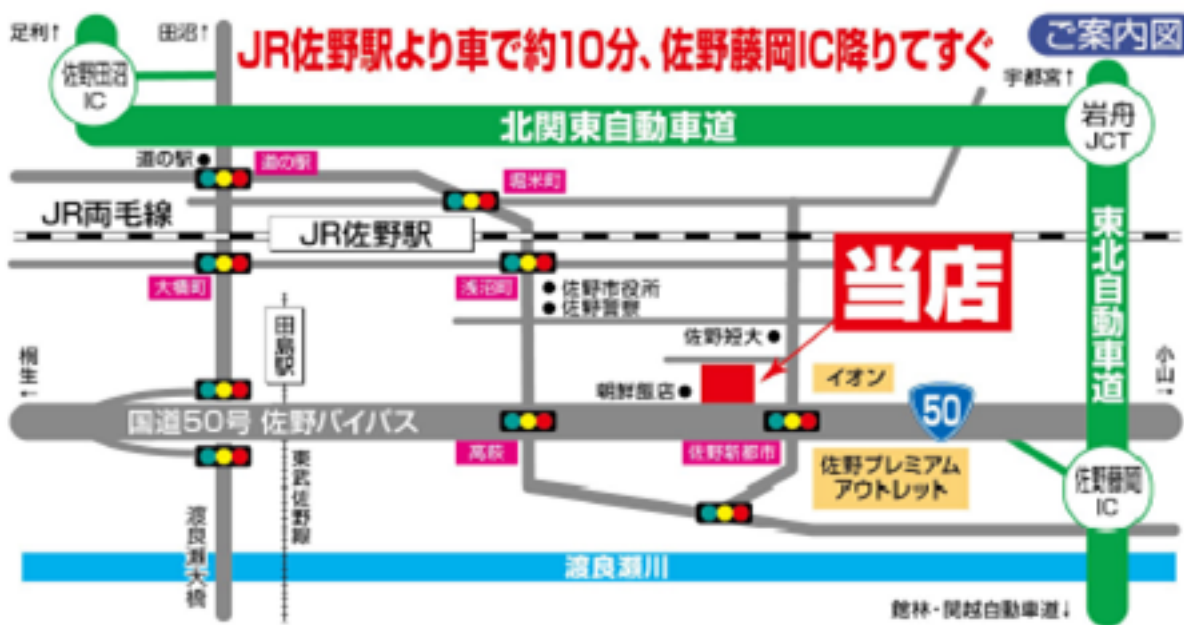 足利↑
田沼↑
JR佐野駅より車で約10分、佐野藤岡IC降りてすぐ
ご案内図
佐野田沼
IC
宇都宮↑
北関東自動車道
岩舟
JCT
道の駅
道の駅
堀米町
JR両毛線
JR佐野駅
東北自動車道
当店
大橋町
浅沼町
佐野市役所
佐野警察
田島駅
佐野短大
桐生←
小山→
朝鮮飯店
イオン
国道50号 佐野バイパス
50
高萩
佐野新都市
佐野プレミアム
アウトレット
佐野藤岡
IC
東武佐野線
渡良瀬大橋
渡良瀬川
館林・関越自動車道↓